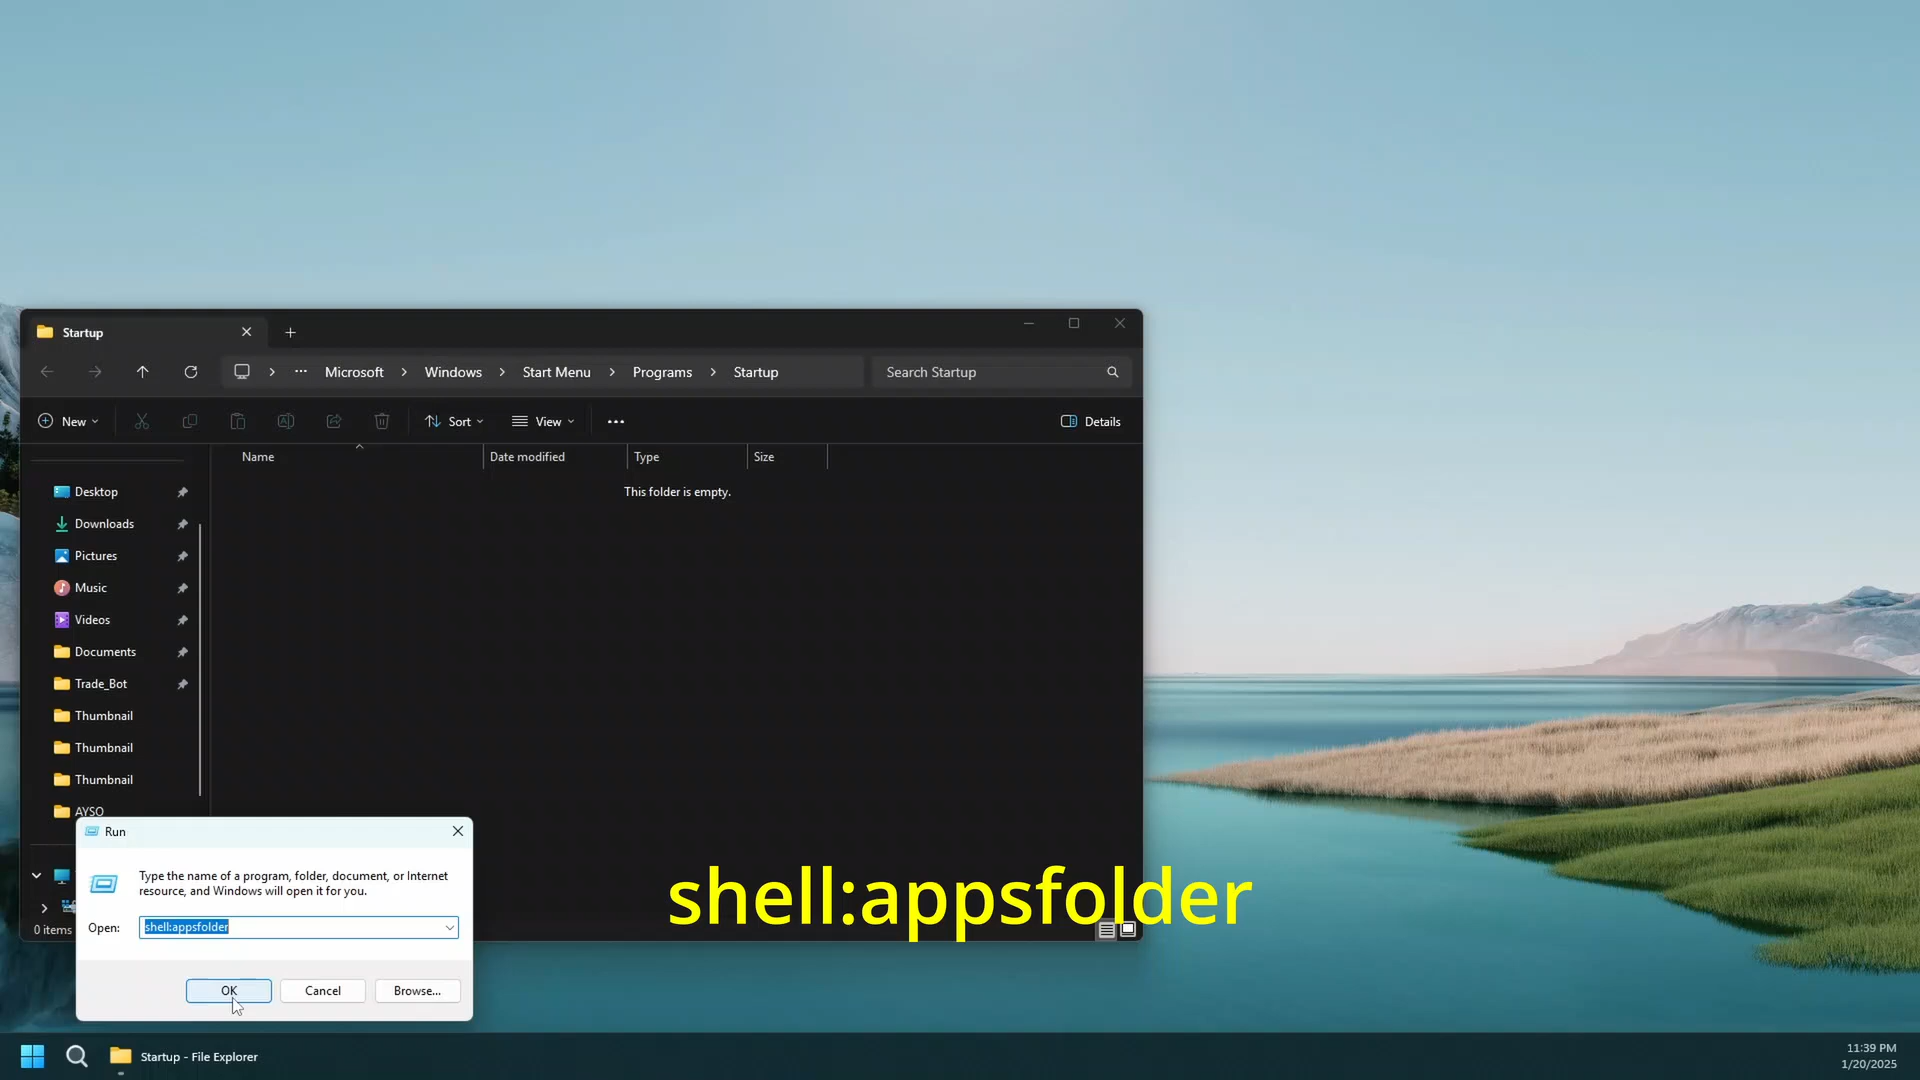 Startup
Microsoft Windows Start Menu Programs Startup
Search Startup
New
Sort
View
Details
Name
Date modified
Type
Size
This folder is empty.
Desktop
Downloads
Pictures
Music
Videos
Documents
Trade_Bot
Thumbnail
Thumbnail
Thumbnail
AYSO
0 items
Run
Type the name of a program, folder, document, or Internet
resource, and Windows will open it for you.
Open:
shell:appsfolder
OK
Cancel
Browse...
shell:appsfolder
Startup - File Explorer
11:39 PM
1/20/2025